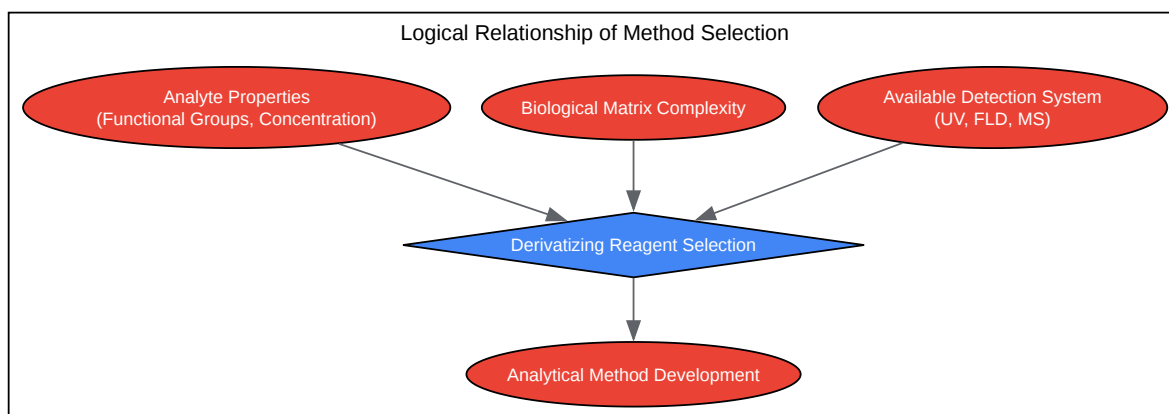 Logical Relationship of Method Selection
Analyte Properties
(Functional Groups, Concentration)
Biological Matrix Complexity
Available Detection System
(UV, FLD, MS)
Derivatizing Reagent Selection
Analytical Method Development